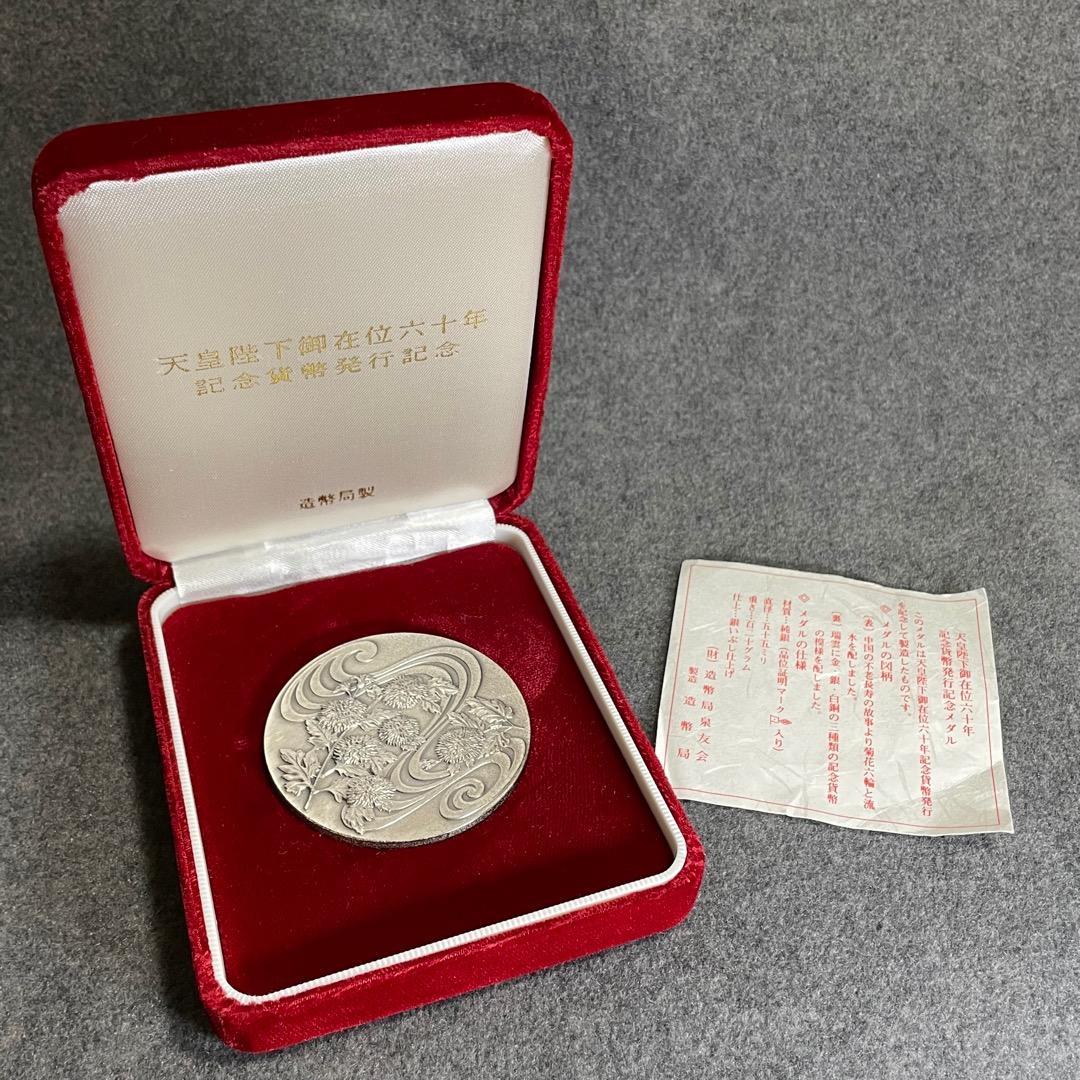 天皇陛下御在位六十年
記念貨幣発行記念
造幣局製
天皇陛下御在位六十年
記念貨幣発行記念メダル
このメダルは天皇陛下御在位六十年記念貨幣発行
を記念して製造したものです。
◇メダルの図柄
(表)中国の不老長寿の故事より菊花六輪と流
水を配しました。
(裏)瑞雲に金、銀、白銅の三種類の記念貨幣
の模様を配しました。
◇メダルの仕様
材質…純銀(品位証明マーク入り)
直径…五十五ミリ
重さ…百二十グラム
仕上…銀いぶし仕上げ
(財)造幣局泉友会
製造 造幣局